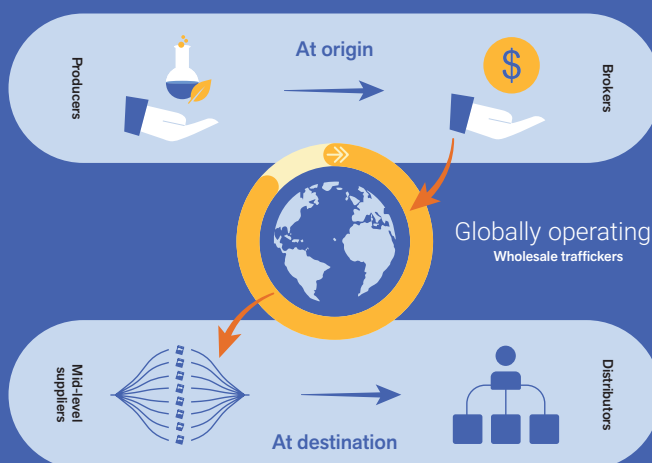 At origin
Producers
$
Brokers
Globally operating
Wholesale traffickers
Mid-level
suppliers
Distributors
At destination